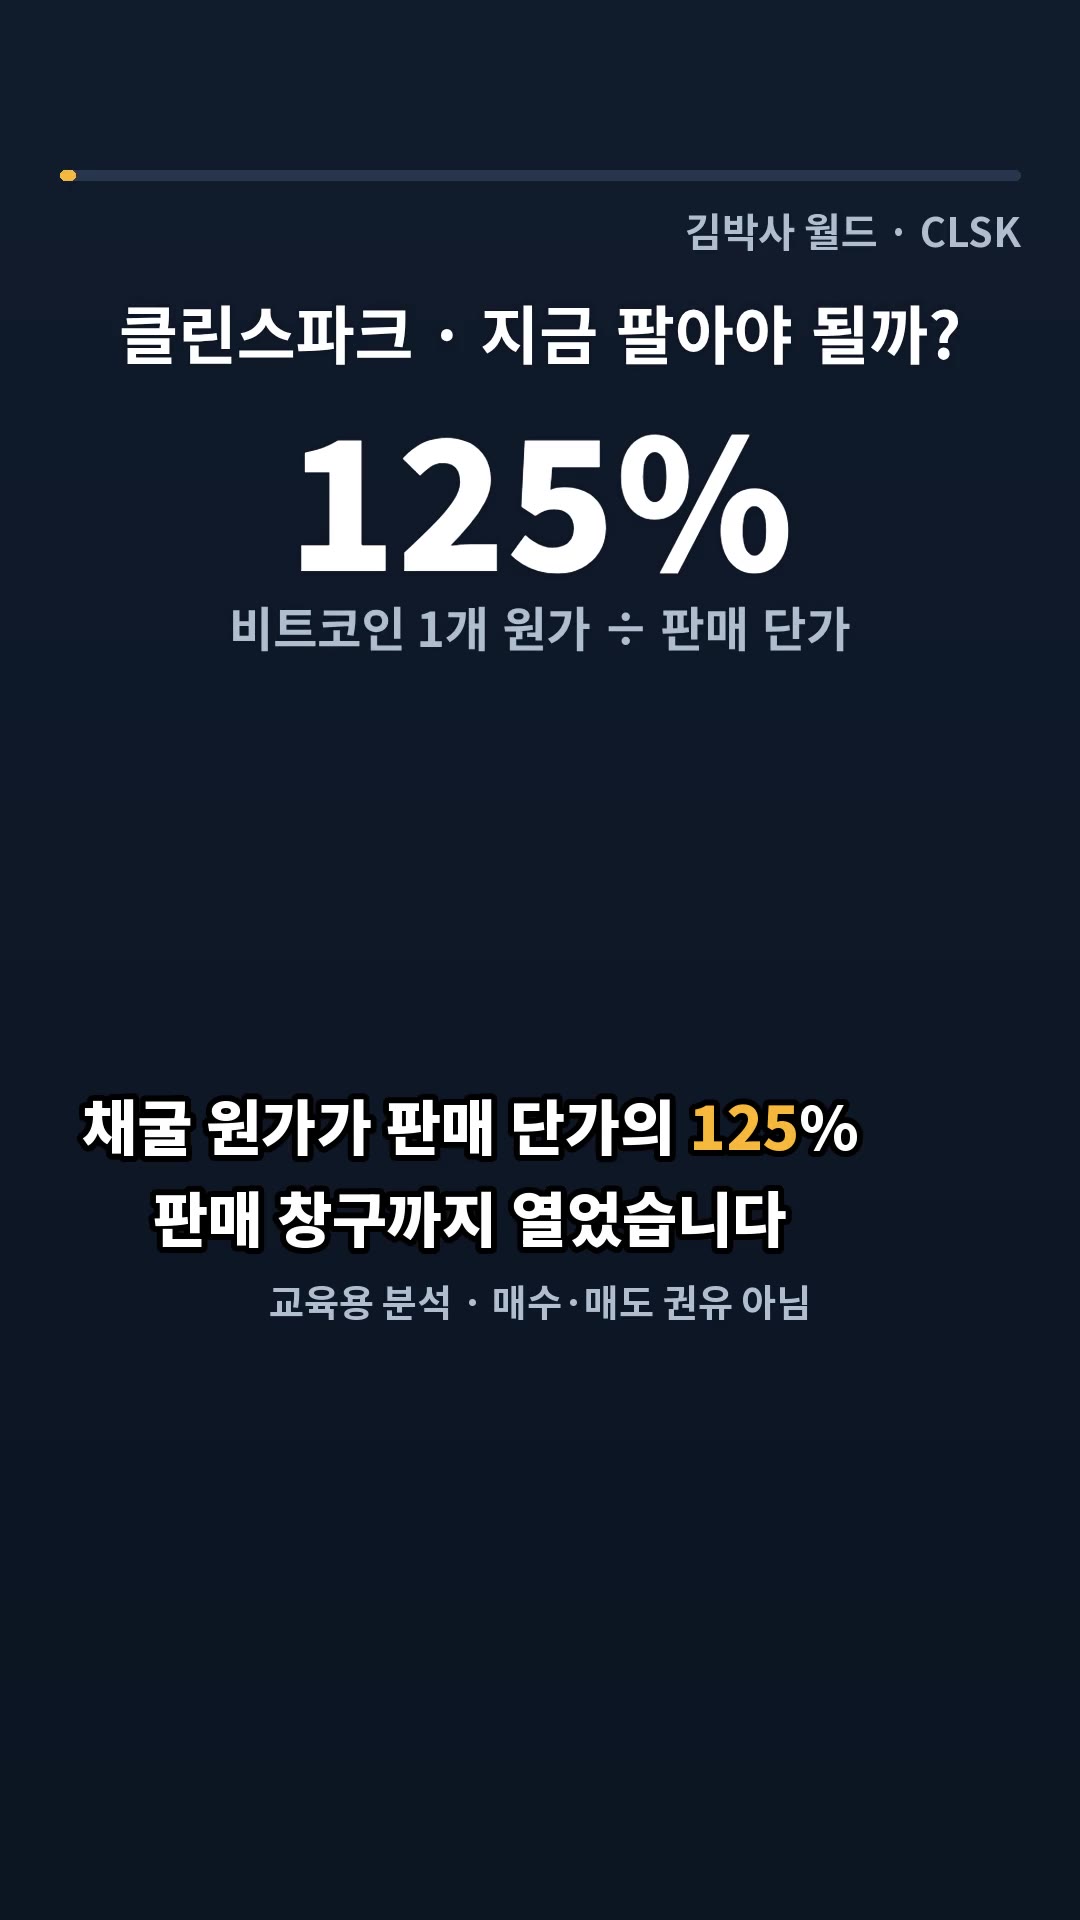 김박사 월드 · CLSK
클린스파크 · 지금 팔아야 될까?
125%
비트코인 1개 원가 ÷ 판매 단가
채굴 원가가 판매 단가의 125%
판매 창구까지 열었습니다
교육용 분석 · 매수·매도 권유 아님